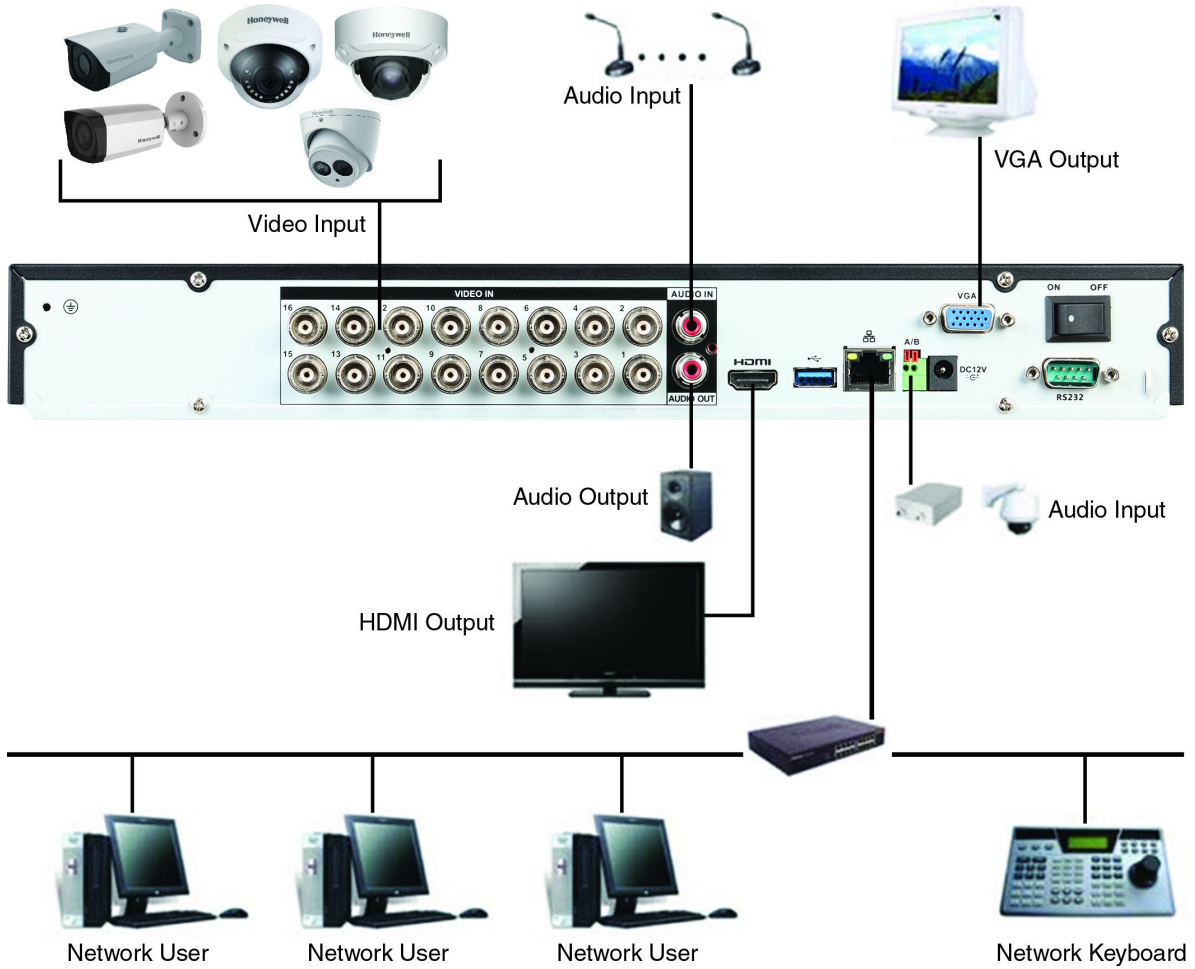 Honeywell
Honeywell
Honeywell
Honeywell
Honeywell
Audio Input
VGA Output
Video Input
VIDEO IN
AUDIO IN
VGA
ON OFF
16 14 2 10 8 6 4 2
15 13 11 9 7 5 3 1
A/B
HDMI
DC12V
RS232
AUDIO OUT
Audio Output
Audio Input
HDMI Output
Network User
Network User
Network User
Network Keyboard